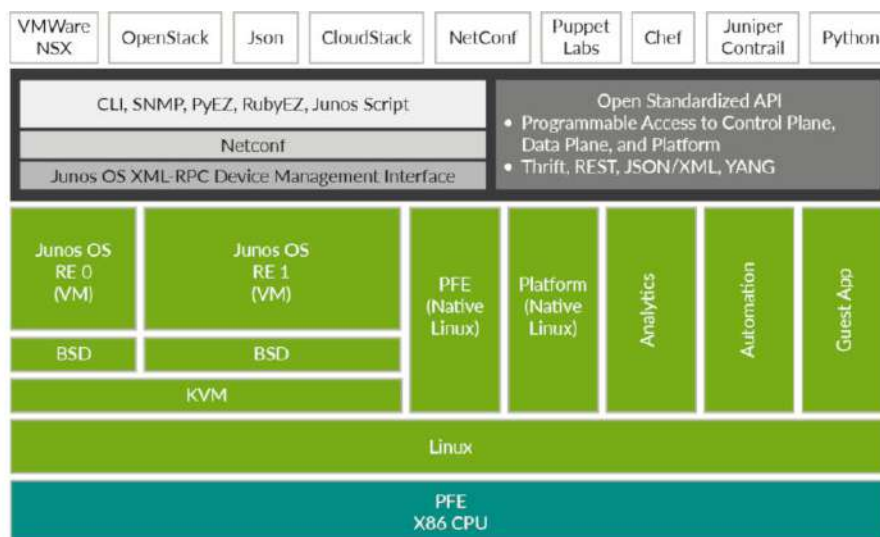 VMWare
NSX
OpenStack
Json
CloudStack
NetConf
Puppet
Labs
Chef
Juniper
Contrail
Python
CLI, SNMP, PyEZ, RubyEZ, Junos Script
Netconf
Junos OS XML-RPC Device Management Interface
Open Standardized API
• Programmable Access to Control Plane,
Data Plane, and Platform
• Thrift, REST, JSON/XML, YANG
Junos OS
RE 0
(VM)
Junos OS
RE 1
(VM)
PFE
(Native
Linux)
Platform
(Native
Linux)
Analytics
Automation
Guest App
BSD
BSD
KVM
Linux
PFE
X86 CPU